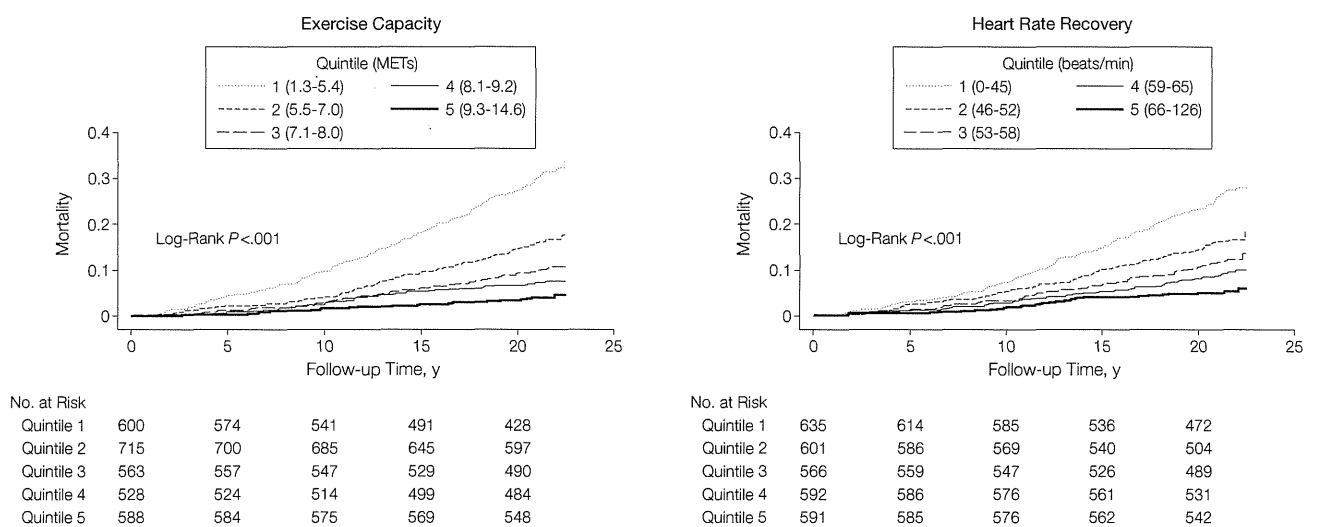 Exercise Capacity
Quintile (METs)
1 (1.3-5.4) 4 (8.1-9.2)
2 (5.5-7.0) 5 (9.3-14.6)
3 (7.1-8.0)
0.4
0.3
0.2
0.1
0
Mortality
Log-Rank P<.001
0 5 10 15 20 25
Follow-up Time, y
No. at Risk
Quintile 1 600 574 541 491 428
Quintile 2 715 700 685 645 597
Quintile 3 563 557 547 529 490
Quintile 4 528 524 514 499 484
Quintile 5 588 584 575 569 548
Heart Rate Recovery
Quintile (beats/min)
1 (0-45) 4 (59-65)
2 (46-52) 5 (66-126)
3 (53-58)
0.4
0.3
0.2
0.1
0
Mortality
Log-Rank P<.001
0 5 10 15 20 25
Follow-up Time, y
No. at Risk
Quintile 1 635 614 585 536 472
Quintile 2 601 586 569 540 504
Quintile 3 566 559 547 526 489
Quintile 4 592 586 576 561 531
Quintile 5 591 585 576 562 542